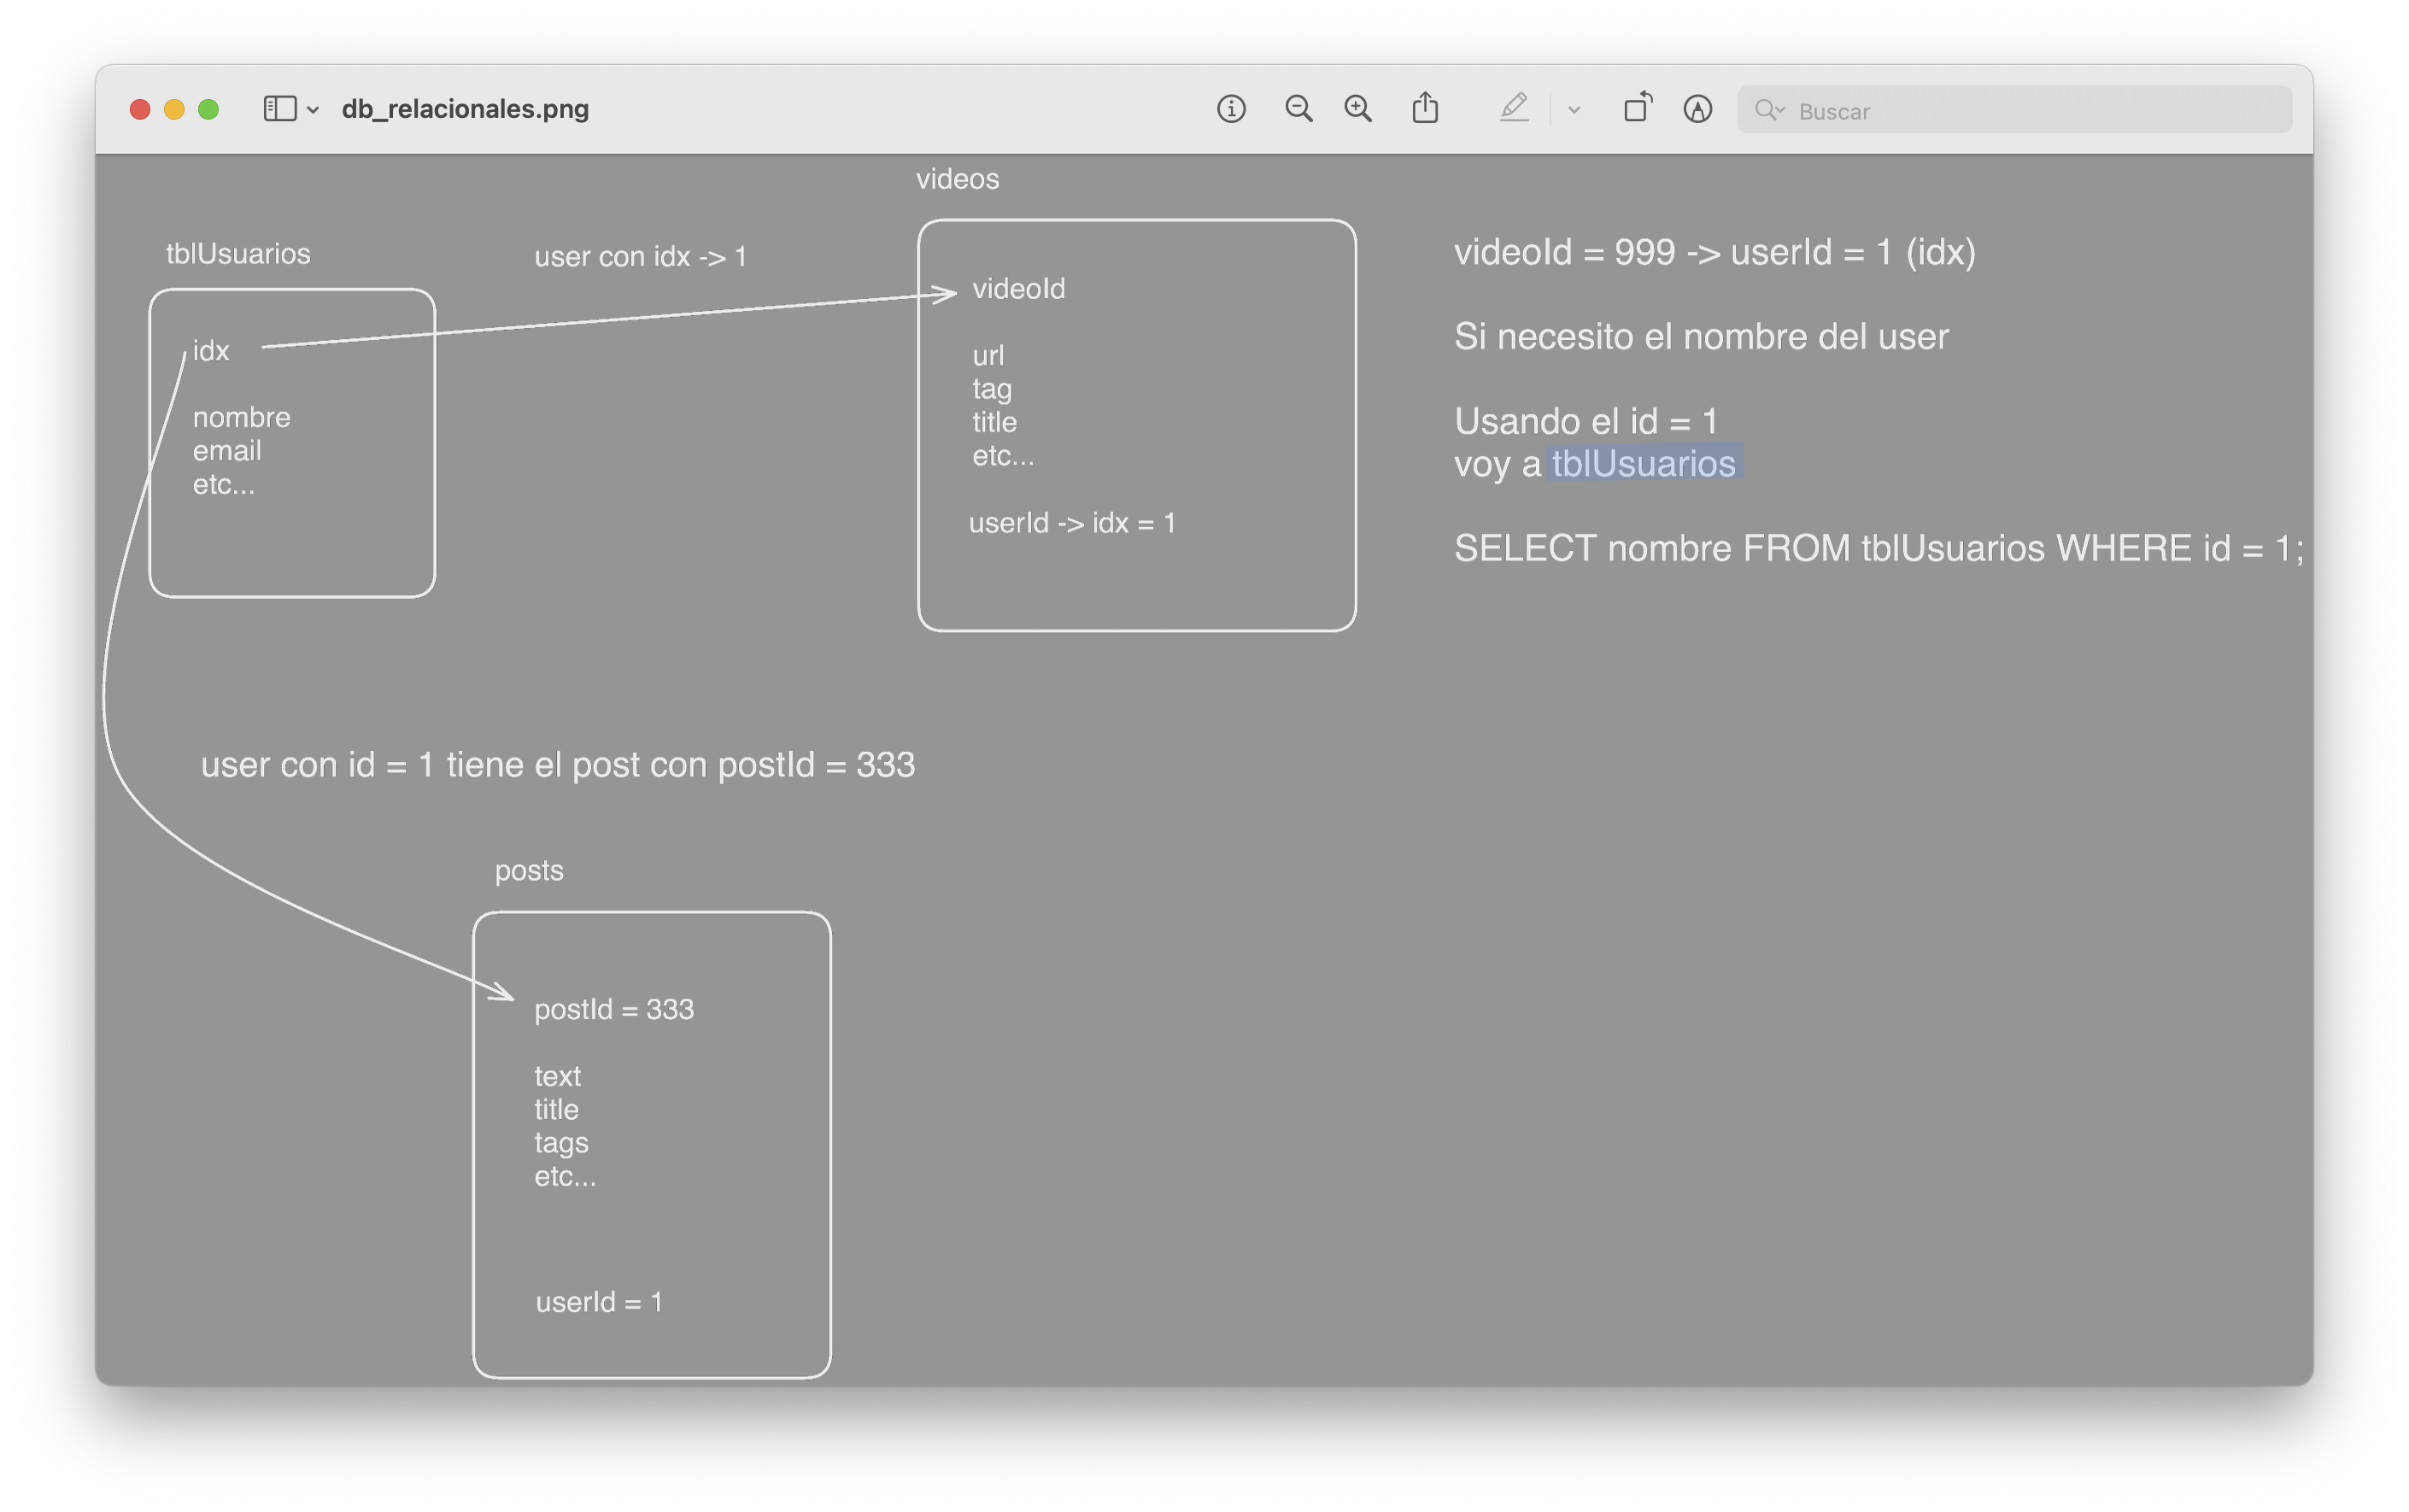 db_relacionales.png
Buscar
videos
tblUsuarios
user con idx -> 1
videoId
idx
url
tag
title
etc...
nombre
email
etc...
userId -> idx = 1
videoId = 999 -> userId = 1 (idx)
Si necesito el nombre del user
Usando el id = 1
voy a tblUsuarios
SELECT nombre FROM tblUsuarios WHERE id = 1;
user con id = 1 tiene el post con postId = 333
posts
postId = 333
text
title
tags
etc...
userId = 1